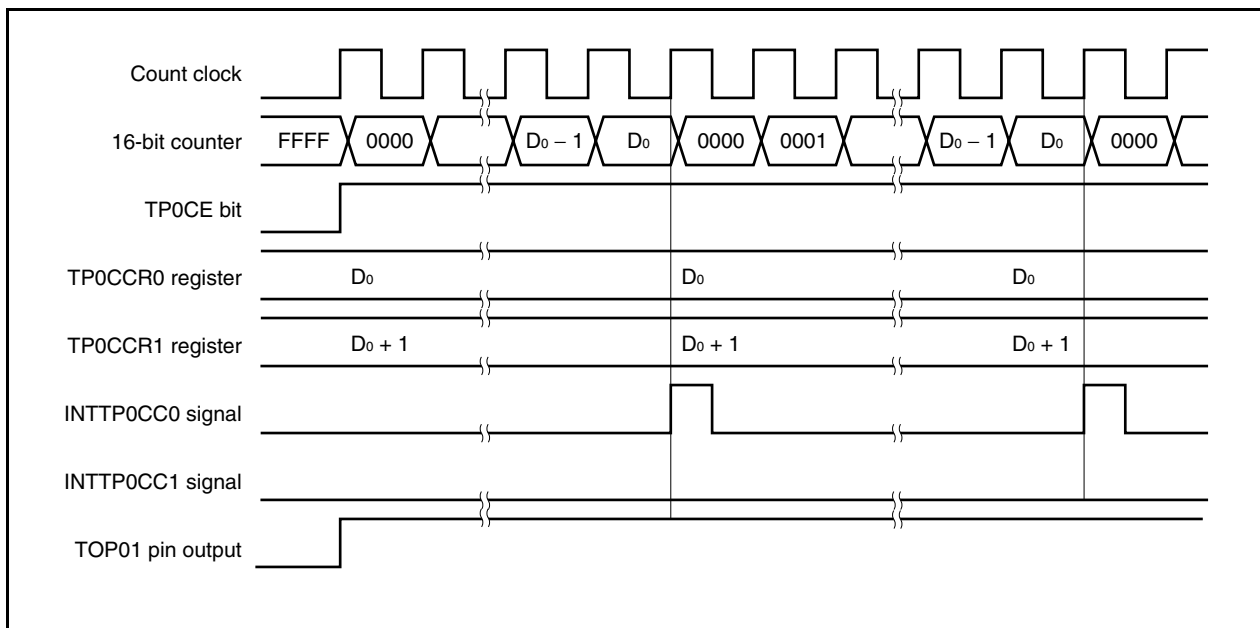 Count clock
16-bit counter FFFF 0000 D₀ − 1 D₀ 0000 0001 D₀ − 1 D₀ 0000
TP0CE bit
TP0CCR0 register D₀ D₀ D₀
TP0CCR1 register D₀ + 1 D₀ + 1 D₀ + 1
INTTP0CC0 signal
INTTP0CC1 signal
TOP01 pin output